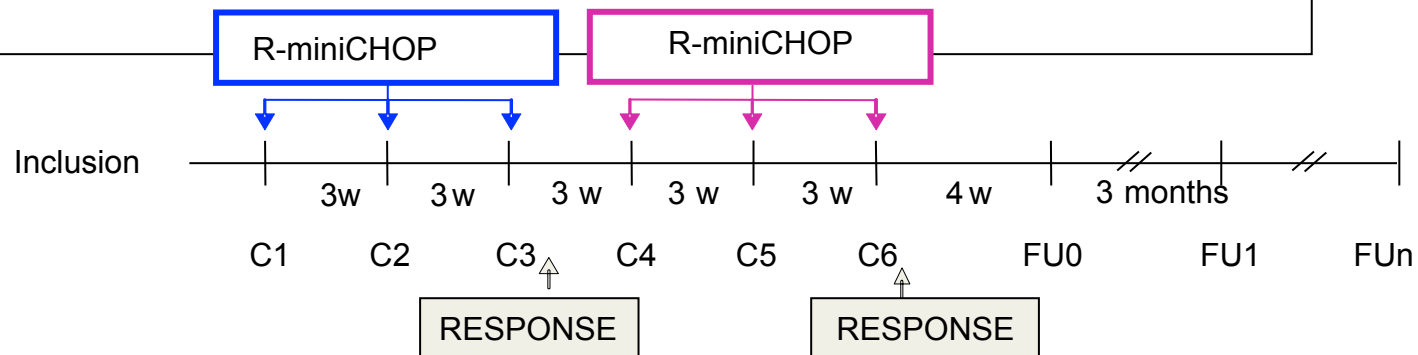 R-miniCHOP R-miniCHOP
Inclusion
3w 3 w 3 w 3 w 3 w 4 w 3 months
C1 C2 C3 C4 C5 C6 FU0 FU1 FUn
RESPONSE RESPONSE